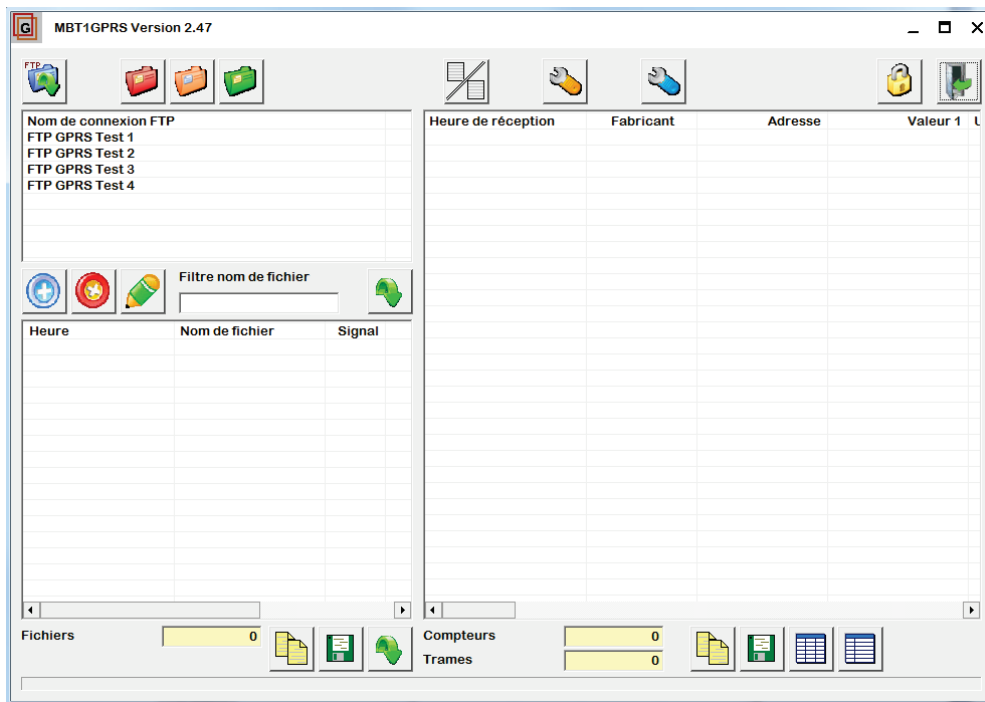 G MBT1GPRS Version 2.47
FTP
Nom de connexion FTP
FTP GPRS Test 1
FTP GPRS Test 2
FTP GPRS Test 3
FTP GPRS Test 4
Filtre nom de fichier
Heure Nom de fichier Signal
Fichiers 0
Heure de réception Fabricant Adresse Valeur 1
Compteurs 0
Trames 0